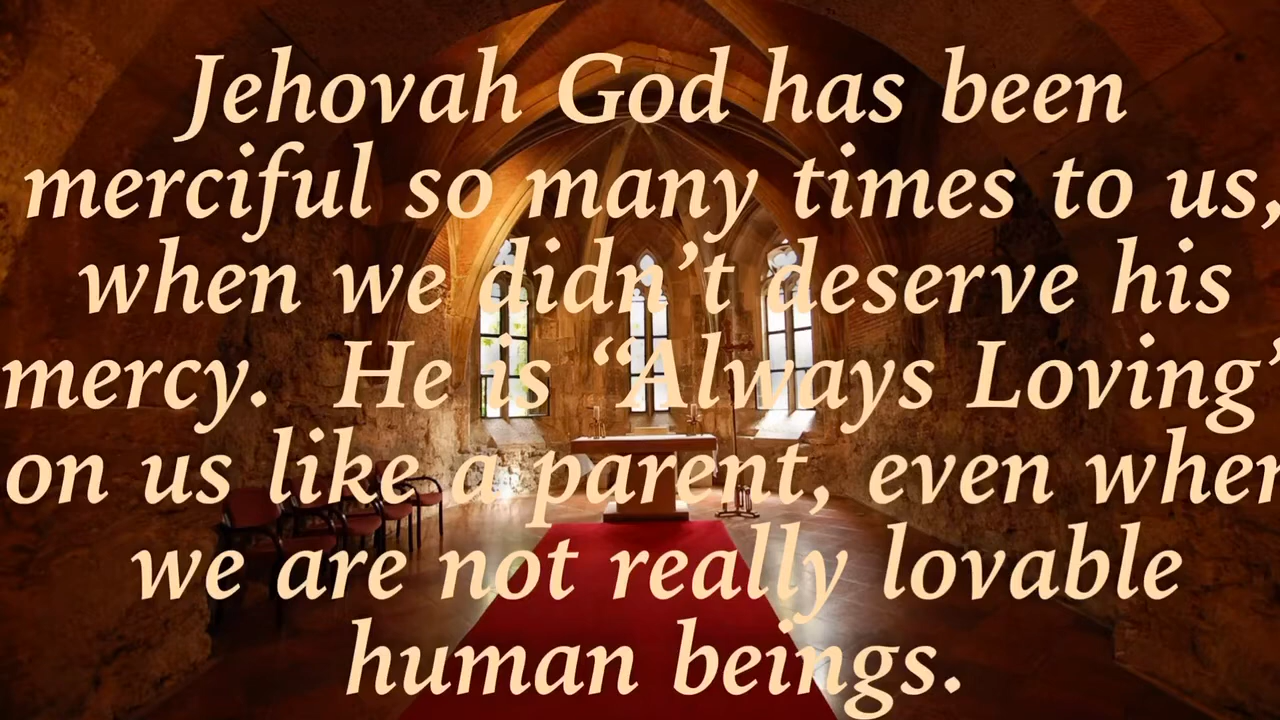 Jehovah God has been
merciful so many times to us,
when we didn’t deserve his
mercy.  He is “Always Loving”
on us like a parent, even when
we are not really lovable
human beings.